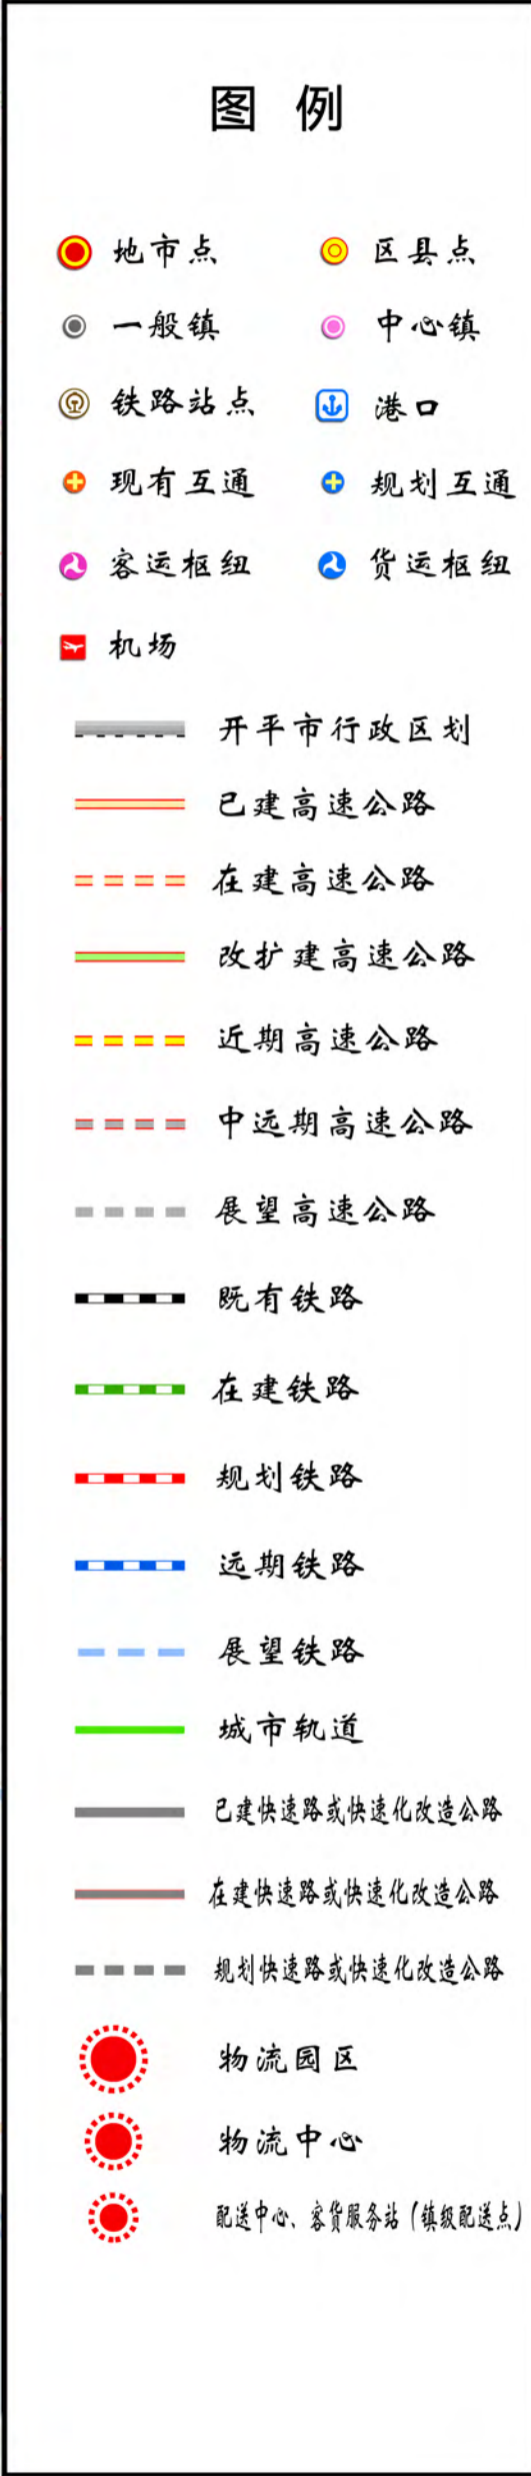 图 例
地市点 区县点
一般镇 中心镇
铁路站点 港口
现有互通 规划互通
客运枢纽 货运枢纽
机场
开平市行政区划
已建高速公路
在建高速公路
改扩建高速公路
近期高速公路
中远期高速公路
展望高速公路
既有铁路
在建铁路
规划铁路
远期铁路
展望铁路
城市轨道
已建快速路或快速化改造公路
在建快速路或快速化改造公路
规划快速路或快速化改造公路
物流园区
物流中心
配送中心、客货服务站（镇级配送点）